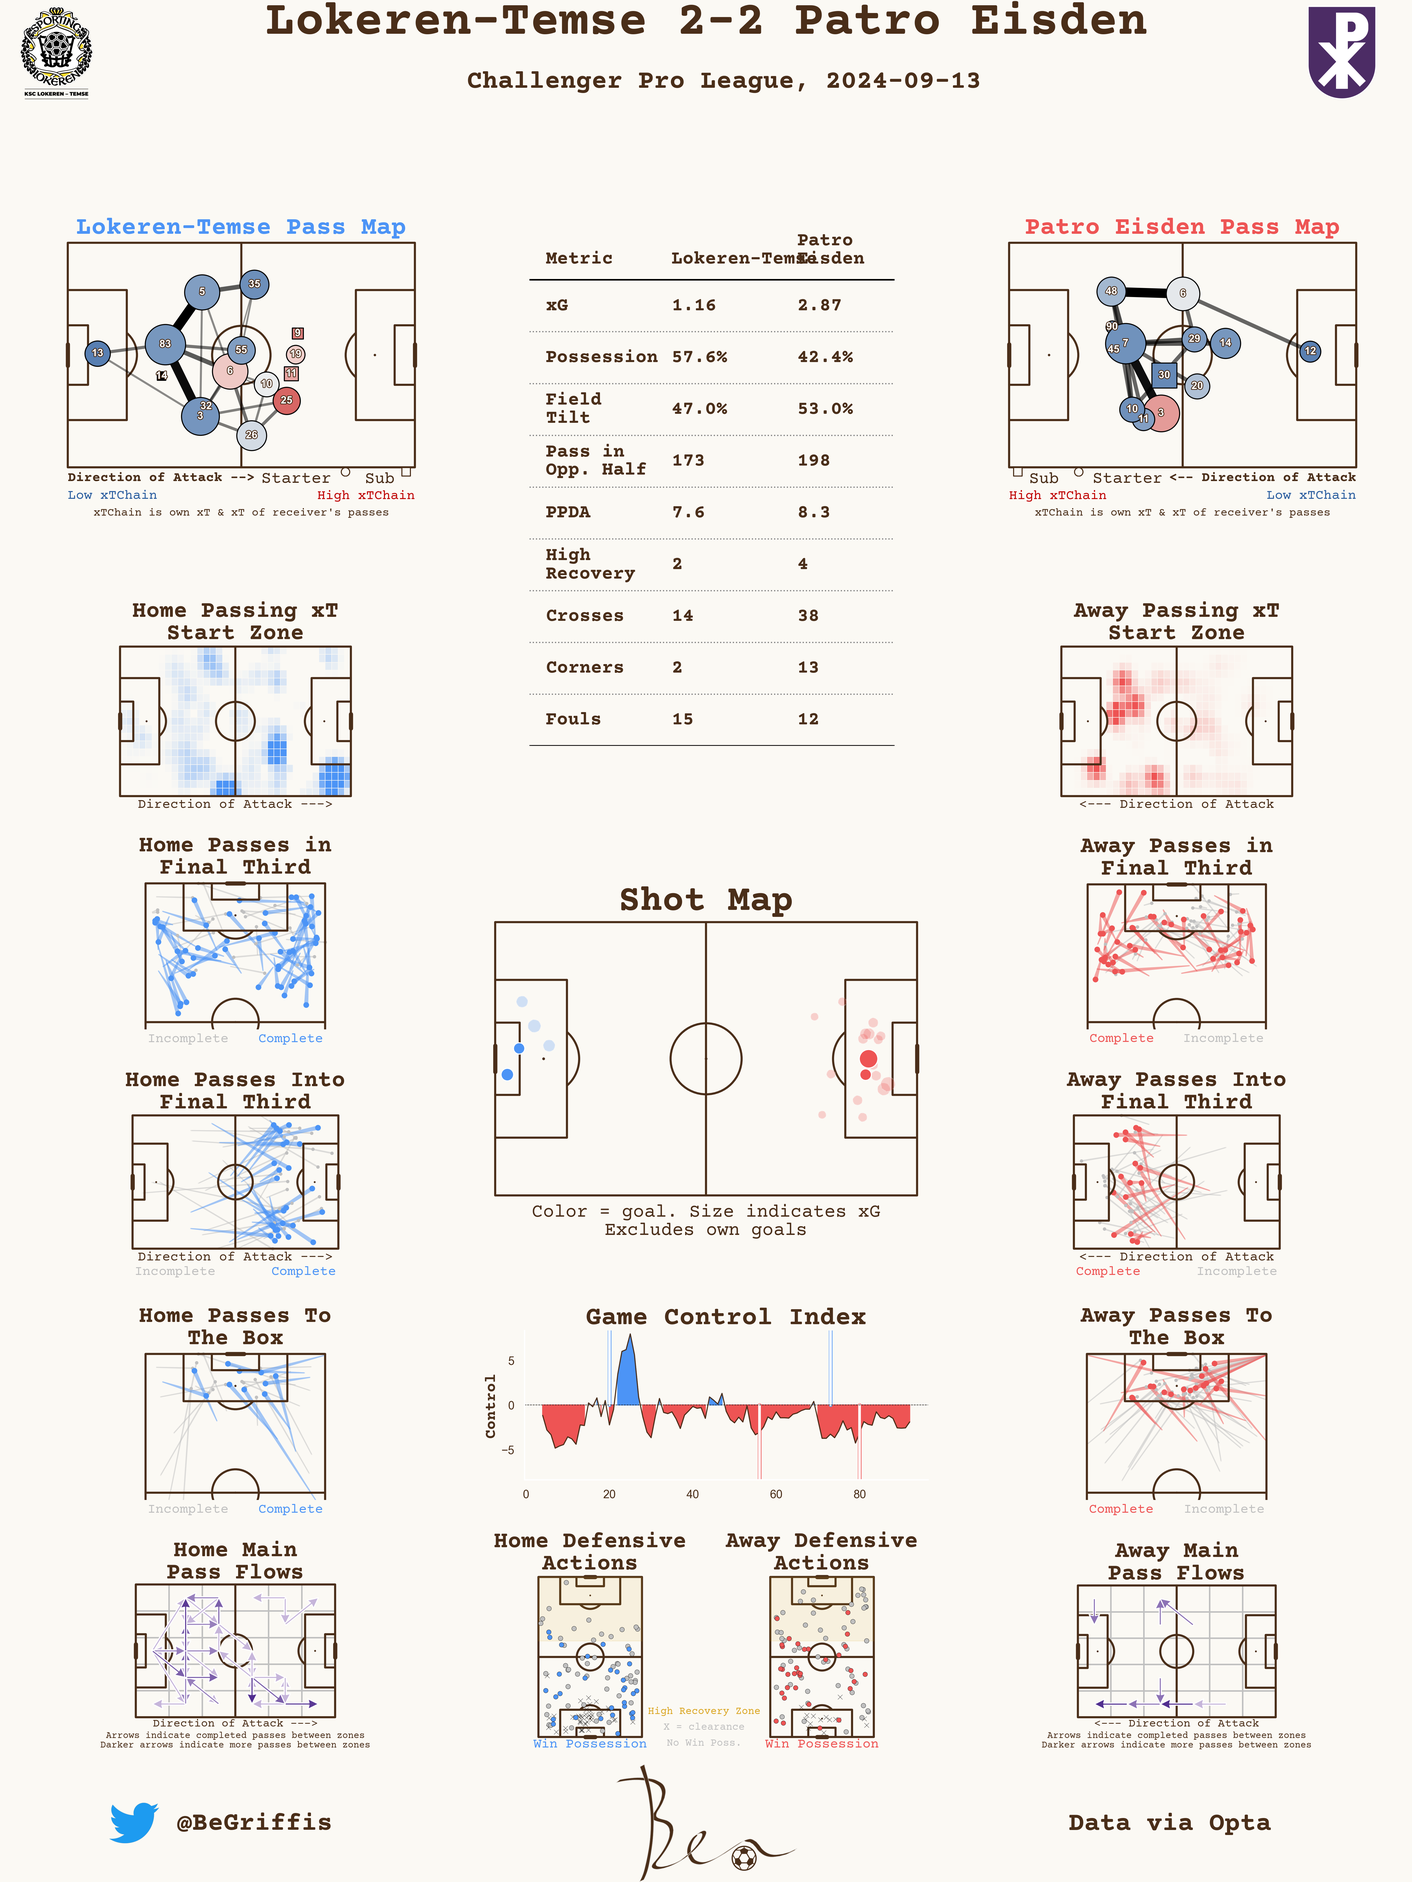 Lokeren-Temse 2-2 Patro Eisden
Challenger Pro League, 2024-09-13
SPORTING
LOKEREN
KSC LOKEREN - TEMSE
P
Lokeren-Temse Pass Map
5
35
83
13
55
9
19
14
6
11
10
25
32
3
26
Direction of Attack --> Starter Sub
Low xTChain High xTChain
xTChain is own xT & xT of receiver's passes
Metric Lokeren-Temse Patro Eisden
xG 1.16 2.87
Possession 57.6% 42.4%
Field Tilt 47.0% 53.0%
Pass in Opp. Half 173 198
PPDA 7.6 8.3
High Recovery 2 4
Crosses 14 38
Corners 2 13
Fouls 15 12
Patro Eisden Pass Map
48
6
90
7
45
29
14
12
30
20
10
11
3
Sub Starter <-- Direction of Attack
High xTChain Low xTChain
xTChain is own xT & xT of receiver's passes
Home Passing xT
Start Zone
Direction of Attack --->
Away Passing xT
Start Zone
<--- Direction of Attack
Home Passes in
Final Third
Incomplete Complete
Away Passes in
Final Third
Complete Incomplete
Shot Map
Color = goal. Size indicates xG
Excludes own goals
Home Passes Into
Final Third
Direction of Attack --->
Incomplete Complete
Away Passes Into
Final Third
<--- Direction of Attack
Complete Incomplete
Home Passes To
The Box
Incomplete Complete
Game Control Index
Control
5
0
−5
0 20 40 60 80
Away Passes To
The Box
Complete Incomplete
Home Main
Pass Flows
Direction of Attack --->
Arrows indicate completed passes between zones
Darker arrows indicate more passes between zones
Home Defensive
Actions
Win Possession
Away Defensive
Actions
Win Possession
High Recovery Zone
X = clearance
No Win Poss.
Away Main
Pass Flows
<--- Direction of Attack
Arrows indicate completed passes between zones
Darker arrows indicate more passes between zones
@BeGriffis
Ben
Data via Opta